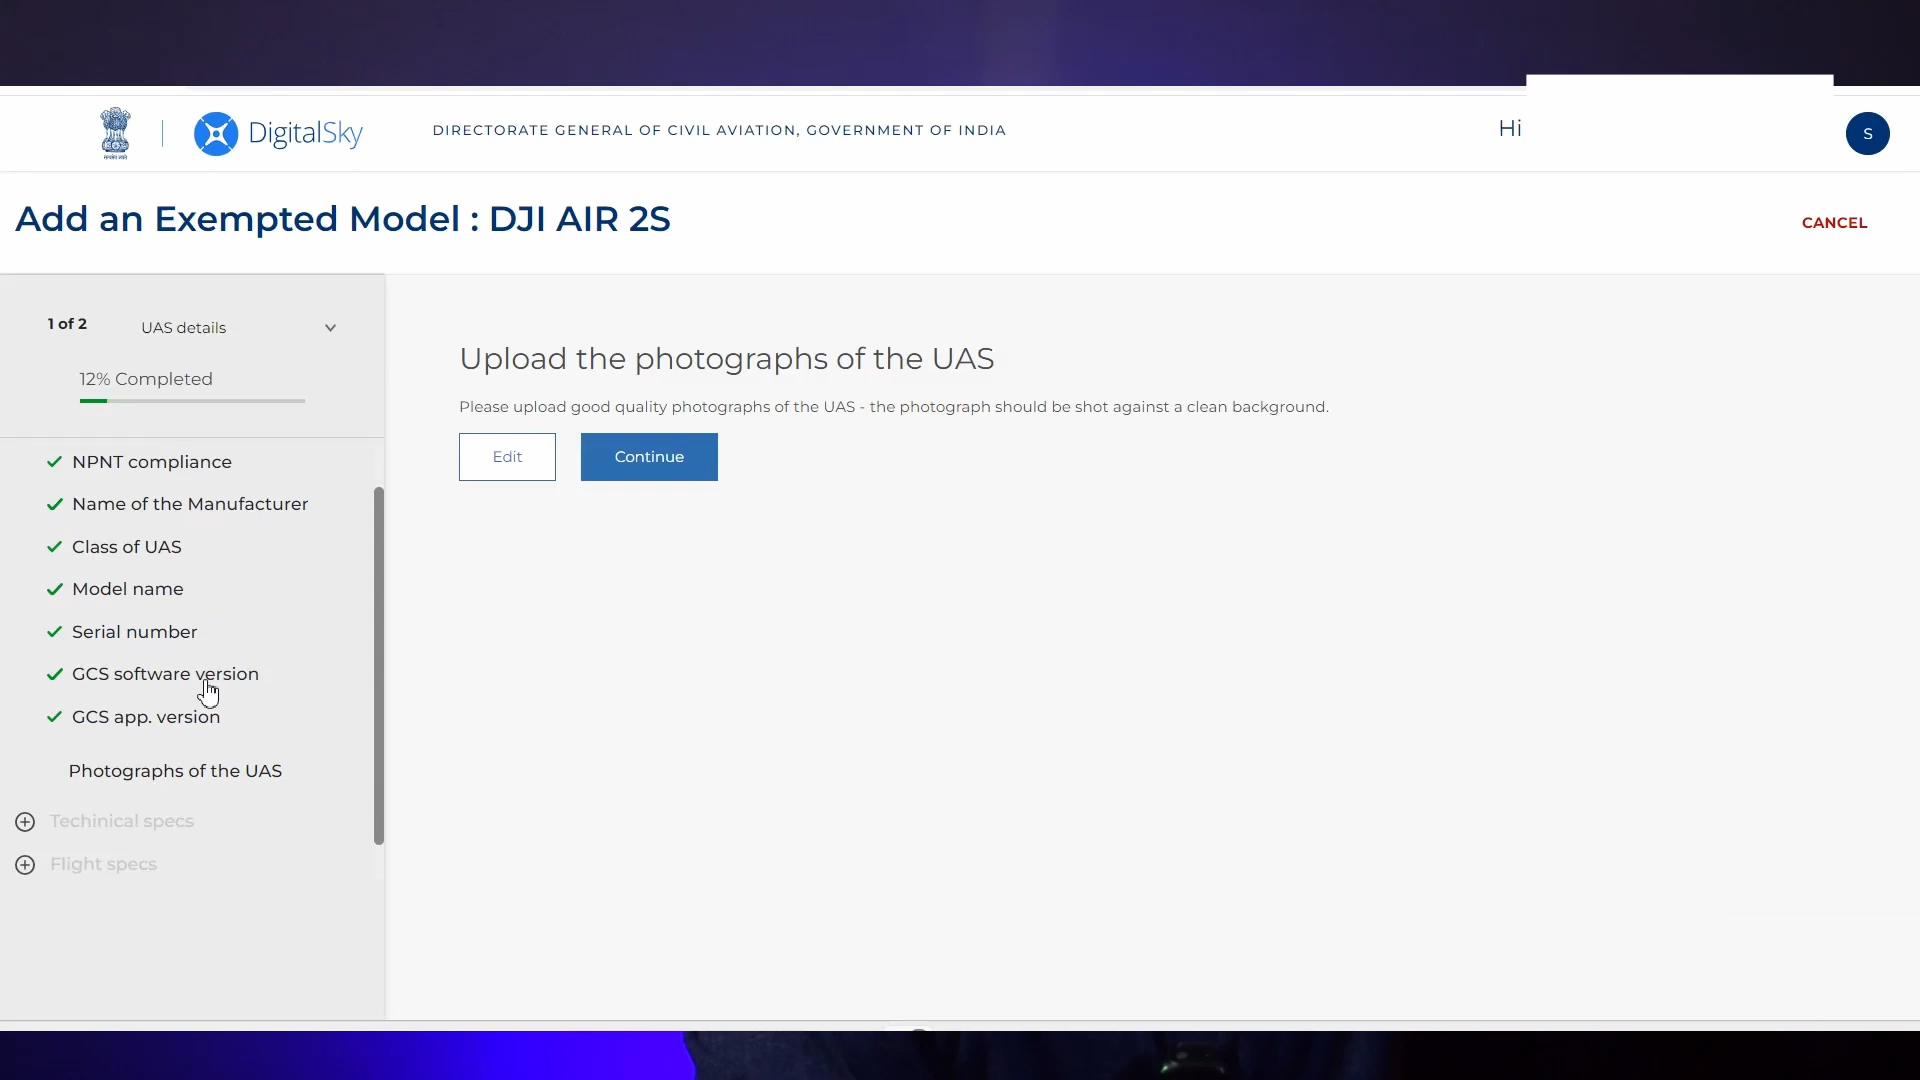 सत्यमेव जयते
DigitalSky
DIRECTORATE GENERAL OF CIVIL AVIATION, GOVERNMENT OF INDIA
Hi
S
Add an Exempted Model : DJI AIR 2S
CANCEL
1 of 2
UAS details
12% Completed
NPNT compliance
Name of the Manufacturer
Class of UAS
Model name
Serial number
GCS software version
GCS app. version
Photographs of the UAS
Techinical specs
Flight specs
Upload the photographs of the UAS
Please upload good quality photographs of the UAS - the photograph should be shot against a clean background.
Edit
Continue